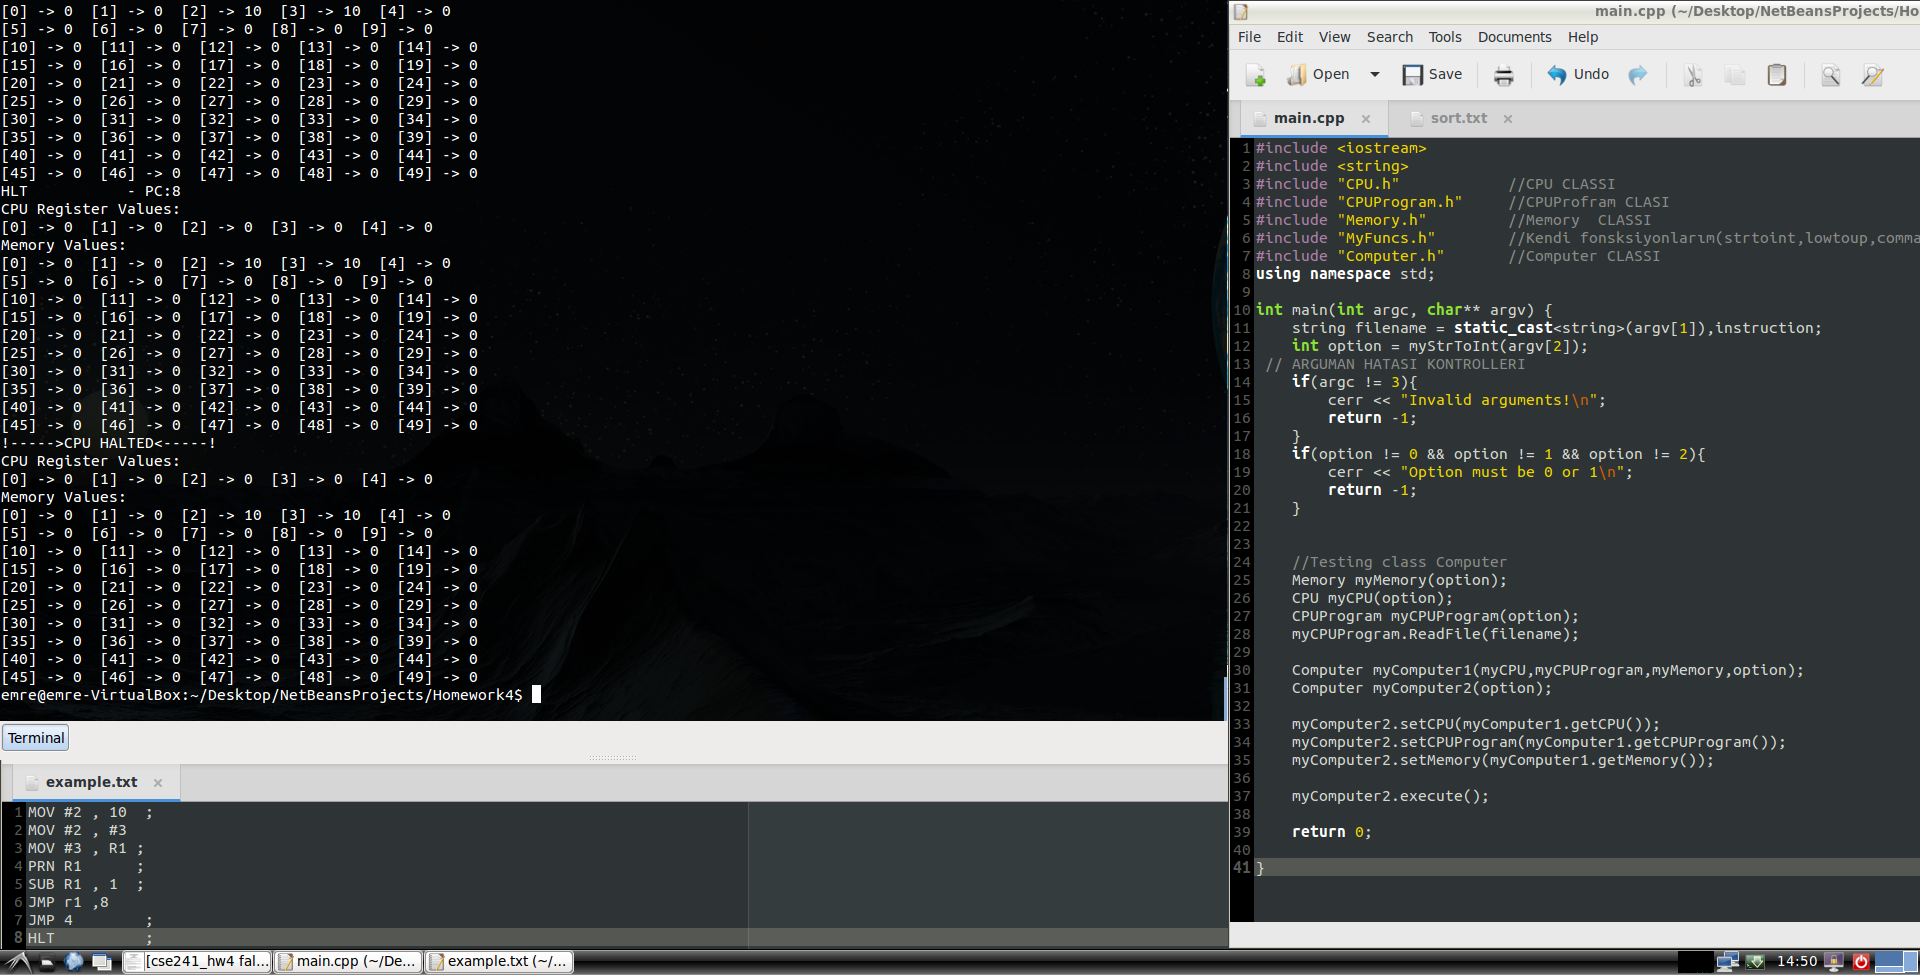 [0] -> 0  [1] -> 0  [2] -> 10  [3] -> 10  [4] -> 0
[5] -> 0  [6] -> 0  [7] -> 0  [8] -> 0  [9] -> 0
[10] -> 0  [11] -> 0  [12] -> 0  [13] -> 0  [14] -> 0
[15] -> 0  [16] -> 0  [17] -> 0  [18] -> 0  [19] -> 0
[20] -> 0  [21] -> 0  [22] -> 0  [23] -> 0  [24] -> 0
[25] -> 0  [26] -> 0  [27] -> 0  [28] -> 0  [29] -> 0
[30] -> 0  [31] -> 0  [32] -> 0  [33] -> 0  [34] -> 0
[35] -> 0  [36] -> 0  [37] -> 0  [38] -> 0  [39] -> 0
[40] -> 0  [41] -> 0  [42] -> 0  [43] -> 0  [44] -> 0
[45] -> 0  [46] -> 0  [47] -> 0  [48] -> 0  [49] -> 0
HLT           - PC:8
CPU Register Values:
[0] -> 0  [1] -> 0  [2] -> 0  [3] -> 0  [4] -> 0
Memory Values:
[0] -> 0  [1] -> 0  [2] -> 10  [3] -> 10  [4] -> 0
[5] -> 0  [6] -> 0  [7] -> 0  [8] -> 0  [9] -> 0
[10] -> 0  [11] -> 0  [12] -> 0  [13] -> 0  [14] -> 0
[15] -> 0  [16] -> 0  [17] -> 0  [18] -> 0  [19] -> 0
[20] -> 0  [21] -> 0  [22] -> 0  [23] -> 0  [24] -> 0
[25] -> 0  [26] -> 0  [27] -> 0  [28] -> 0  [29] -> 0
[30] -> 0  [31] -> 0  [32] -> 0  [33] -> 0  [34] -> 0
[35] -> 0  [36] -> 0  [37] -> 0  [38] -> 0  [39] -> 0
[40] -> 0  [41] -> 0  [42] -> 0  [43] -> 0  [44] -> 0
[45] -> 0  [46] -> 0  [47] -> 0  [48] -> 0  [49] -> 0
!----->CPU HALTED<-----!
CPU Register Values:
[0] -> 0  [1] -> 0  [2] -> 0  [3] -> 0  [4] -> 0
Memory Values:
[0] -> 0  [1] -> 0  [2] -> 10  [3] -> 10  [4] -> 0
[5] -> 0  [6] -> 0  [7] -> 0  [8] -> 0  [9] -> 0
[10] -> 0  [11] -> 0  [12] -> 0  [13] -> 0  [14] -> 0
[15] -> 0  [16] -> 0  [17] -> 0  [18] -> 0  [19] -> 0
[20] -> 0  [21] -> 0  [22] -> 0  [23] -> 0  [24] -> 0
[25] -> 0  [26] -> 0  [27] -> 0  [28] -> 0  [29] -> 0
[30] -> 0  [31] -> 0  [32] -> 0  [33] -> 0  [34] -> 0
[35] -> 0  [36] -> 0  [37] -> 0  [38] -> 0  [39] -> 0
[40] -> 0  [41] -> 0  [42] -> 0  [43] -> 0  [44] -> 0
[45] -> 0  [46] -> 0  [47] -> 0  [48] -> 0  [49] -> 0
emre@emre-VirtualBox:~/Desktop/NetBeansProjects/Homework4$
Terminal
example.txt
1 MOV #2 , 10  ;
2 MOV #2 , #3
3 MOV #3 , R1 ;
4 PRN R1      ;
5 SUB R1 , 1  ;
6 JMP r1 ,8
7 JMP 4        ;
8 HLT          ;
main.cpp (~/Desktop/NetBeansProjects/Ho
File Edit View Search Tools Documents Help
Open Save Undo
main.cpp sort.txt
1 #include <iostream>
2 #include <string>
3 #include "CPU.h"            //CPU CLASSI
4 #include "CPUProgram.h"     //CPUProfram CLASI
5 #include "Memory.h"         //Memory  CLASSI
6 #include "MyFuncs.h"        //Kendi fonsksiyonlarım(strtoint,lowtoup,comma
7 #include "Computer.h"       //Computer CLASSI
8 using namespace std;
9
10 int main(int argc, char** argv) {
11     string filename = static_cast<string>(argv[1]),instruction;
12     int option = myStrToInt(argv[2]);
13  // ARGUMAN HATASI KONTROLLERI
14     if(argc != 3){
15         cerr << "Invalid arguments!\n";
16         return -1;
17     }
18     if(option != 0 && option != 1 && option != 2){
19         cerr << "Option must be 0 or 1\n";
20         return -1;
21     }
22
23
24     //Testing class Computer
25     Memory myMemory(option);
26     CPU myCPU(option);
27     CPUProgram myCPUProgram(option);
28     myCPUProgram.ReadFile(filename);
29
30     Computer myComputer1(myCPU,myCPUProgram,myMemory,option);
31     Computer myComputer2(option);
32
33     myComputer2.setCPU(myComputer1.getCPU());
34     myComputer2.setCPUProgram(myComputer1.getCPUProgram());
35     myComputer2.setMemory(myComputer1.getMemory());
36
37     myComputer2.execute();
38
39     return 0;
40
41 }
[cse241_hw4 fal... main.cpp (~/De... example.txt (~/... 14:50